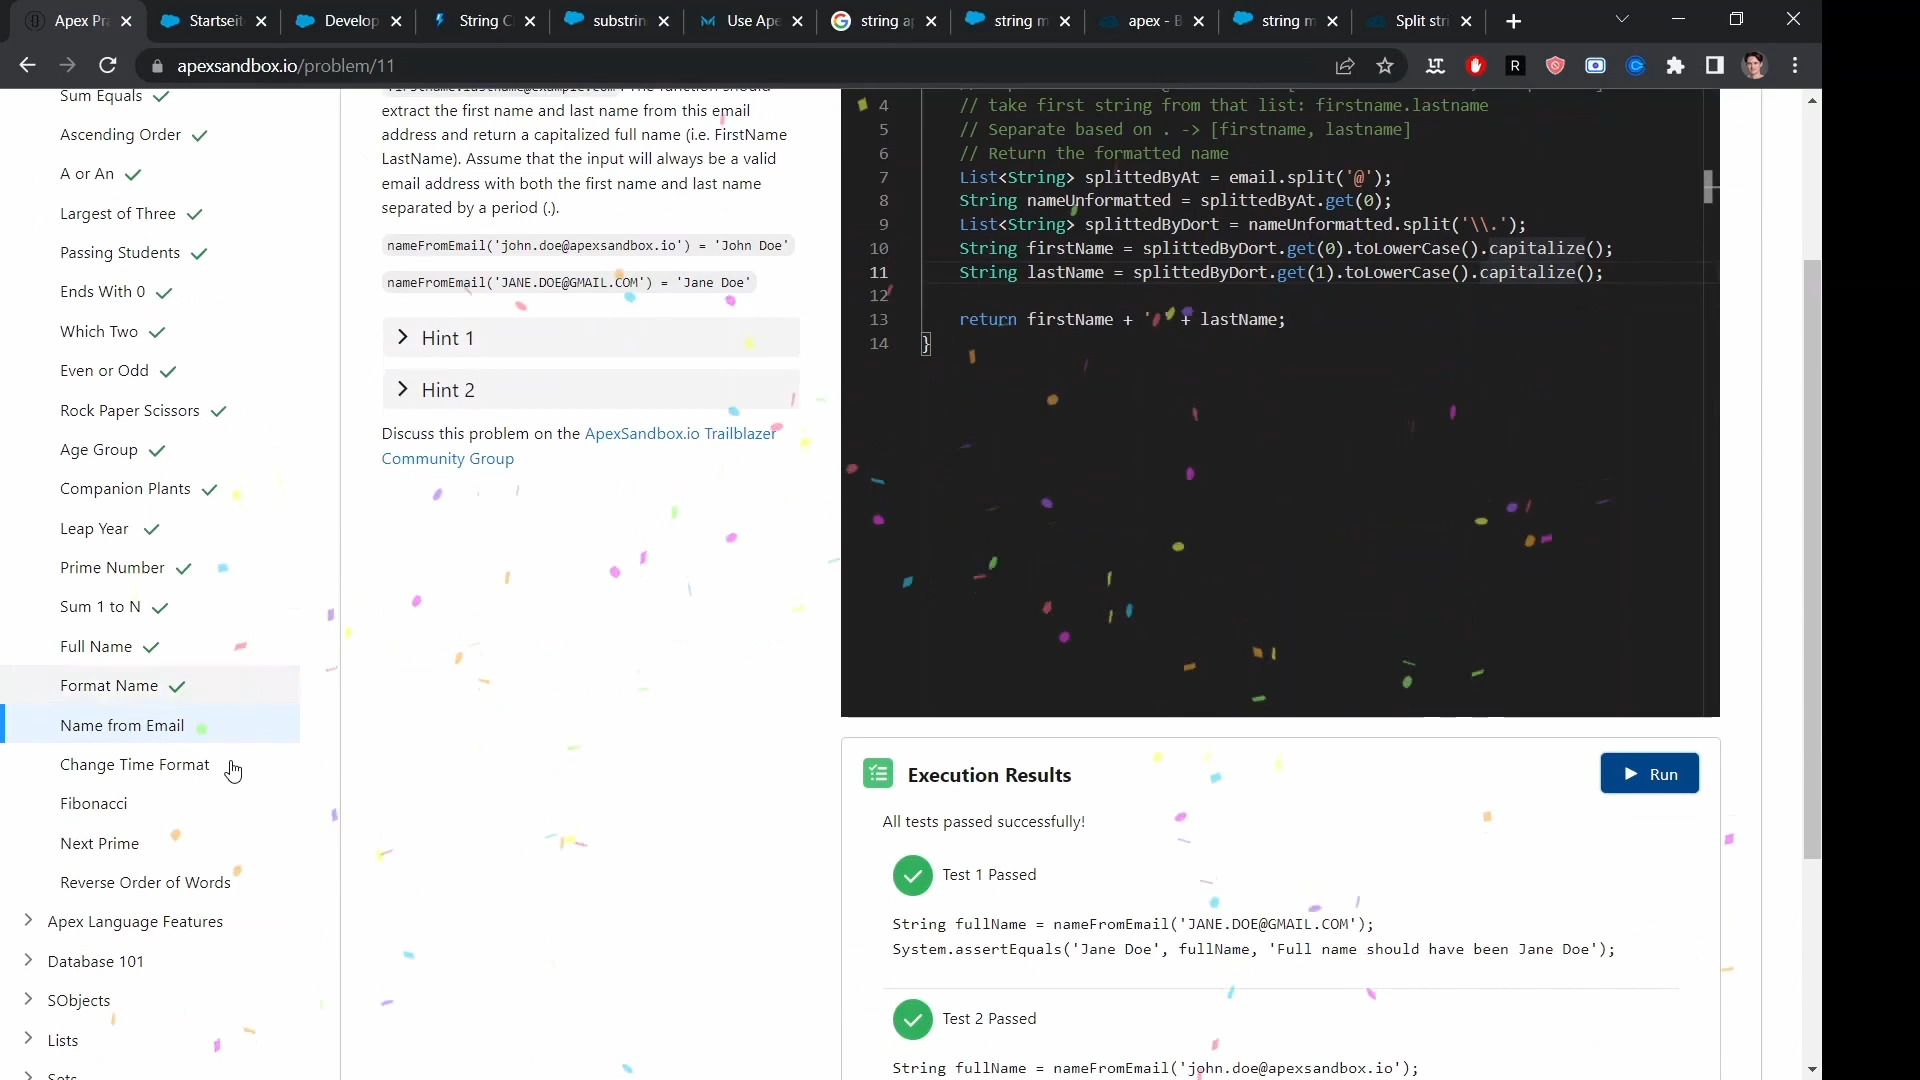 Apex Pra
Startseit
Develop
String C
substrin
Use Ape
string a
string m
apex - B
string m
Split stri
apexsandbox.io/problem/11
Sum Equals
Ascending Order
A or An
Largest of Three
Passing Students
Ends With 0
Which Two
Even or Odd
Rock Paper Scissors
Age Group
Companion Plants
Leap Year
Prime Number
Sum 1 to N
Full Name
Format Name
Name from Email
Change Time Format
Fibonacci
Next Prime
Reverse Order of Words
Apex Language Features
Database 101
SObjects
Lists
Sets
extract the first name and last name from this email
address and return a capitalized full name (i.e. FirstName
LastName). Assume that the input will always be a valid
email address with both the first name and last name
separated by a period (.).
nameFromEmail('john.doe@apexsandbox.io') = 'John Doe'
nameFromEmail('JANE.DOE@GMAIL.COM') = 'Jane Doe'
Hint 1
Hint 2
Discuss this problem on the ApexSandbox.io Trailblazer
Community Group
4 // take first string from that list: firstname.lastname
5 // Separate based on . -> [firstname, lastname]
6 // Return the formatted name
7 List<String> splittedByAt = email.split('@');
8 String nameUnformatted = splittedByAt.get(0);
9 List<String> splittedByDort = nameUnformatted.split('\\.');
10 String firstName = splittedByDort.get(0).toLowerCase().capitalize();
11 String lastName = splittedByDort.get(1).toLowerCase().capitalize();
12
13 return firstName + ' ' + lastName;
14 }
Execution Results
Run
All tests passed successfully!
Test 1 Passed
String fullName = nameFromEmail('JANE.DOE@GMAIL.COM');
System.assertEquals('Jane Doe', fullName, 'Full name should have been Jane Doe');
Test 2 Passed
String fullName = nameFromEmail('john.doe@apexsandbox.io');